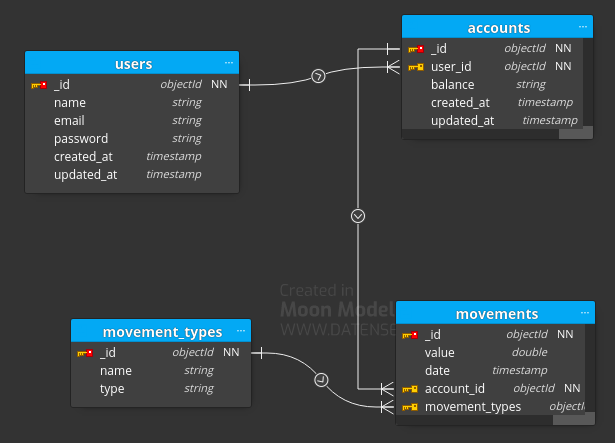 users ...
_id objectId NN
name string
email string
password string
created_at timestamp
updated_at timestamp
accounts ...
_id objectId NN
user_id objectId NN
balance string
created_at timestamp
updated_at timestamp
Created in
Moon Model
WWW.DATENSE
movement_types ...
_id objectId NN
name string
type string
movements ...
_id objectId NN
value double
date timestamp
account_id objectId NN
movement_types objectI